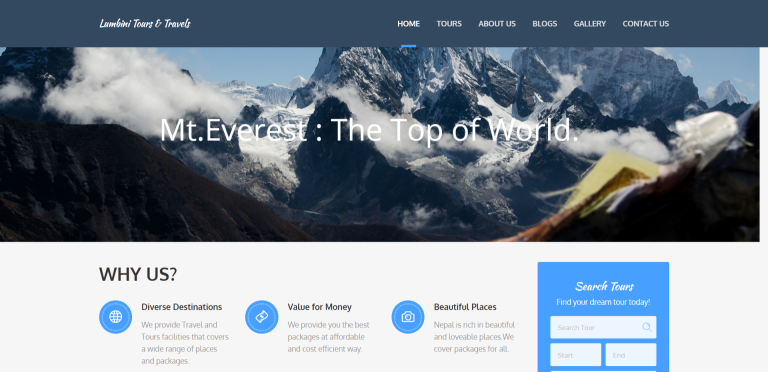 Lumbini Tours & Travels
HOME TOURS ABOUT US BLOGS GALLERY CONTACT US
Mt.Everest : The Top of World.
WHY US?
Diverse Destinations
We provide Travel and
Tours facilities that covers
a wide range of places
and packages.
Value for Money
We provide you the best
packages at affordable
and cost efficient way.
Beautiful Places
Nepal is rich in beautiful
and loveable places.We
cover packages for all.
Search Tours
Find your dream tour today!
Search Tour
Start End